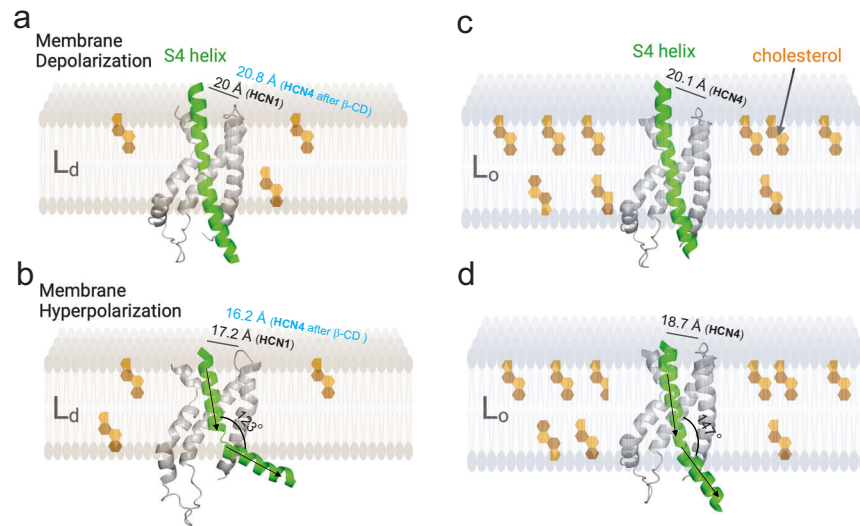 a
Membrane
Depolarization
S4 helix
20.8 Å (HCN4 after β-CD)
20 Å (HCN1)
Ld
b
Membrane
Hyperpolarization
16.2 Å (HCN4 after β-CD )
17.2 Å (HCN1)
Ld
123°
c
S4 helix
cholesterol
20.1 Å (HCN4)
Lo
d
18.7 Å (HCN4)
Lo
147°